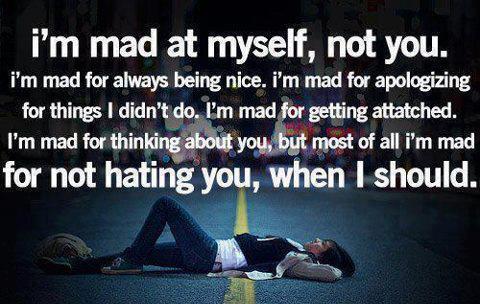 i'm mad at myself, not you.
i'm mad for always being nice. i'm mad for apologizing
for things I didn't do. I'm mad for getting attatched.
I'm mad for thinking about you, but most of all i'm mad
for not hating you, when I should.